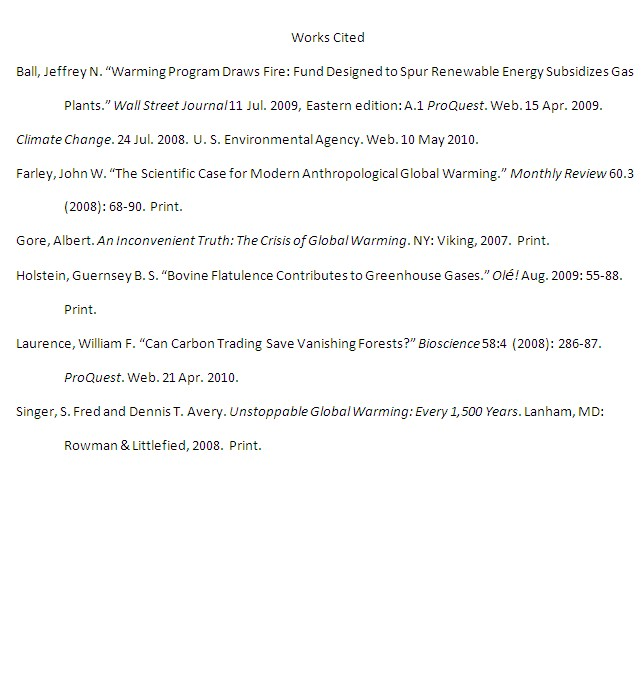 Works Cited
Ball, Jeffrey N. “Warming Program Draws Fire: Fund Designed to Spur Renewable Energy Subsidizes Gas
Plants.” Wall Street Journal 11 Jul. 2009, Eastern edition: A.1 ProQuest. Web. 15 Apr. 2009.
Climate Change. 24 Jul. 2008. U. S. Environmental Agency. Web. 10 May 2010.
Farley, John W. “The Scientific Case for Modern Anthropological Global Warming.” Monthly Review 60.3
(2008): 68-90. Print.
Gore, Albert. An Inconvenient Truth: The Crisis of Global Warming. NY: Viking, 2007. Print.
Holstein, Guernsey B. S. “Bovine Flatulence Contributes to Greenhouse Gases.” Olé! Aug. 2009: 55-88.
Print.
Laurence, William F. “Can Carbon Trading Save Vanishing Forests?” Bioscience 58:4 (2008): 286-87.
ProQuest. Web. 21 Apr. 2010.
Singer, S. Fred and Dennis T. Avery. Unstoppable Global Warming: Every 1,500 Years. Lanham, MD:
Rowman & Littlefied, 2008. Print.